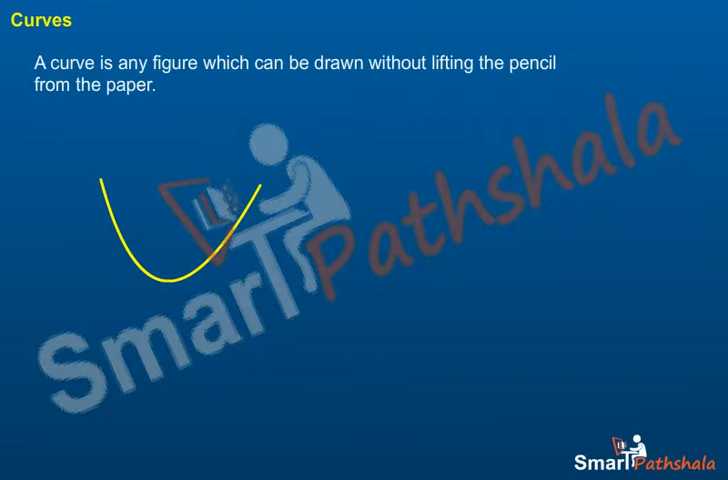 Curves
A curve is any figure which can be drawn without lifting the pencil
from the paper.
SmarTPathshala
SmarTPathshala